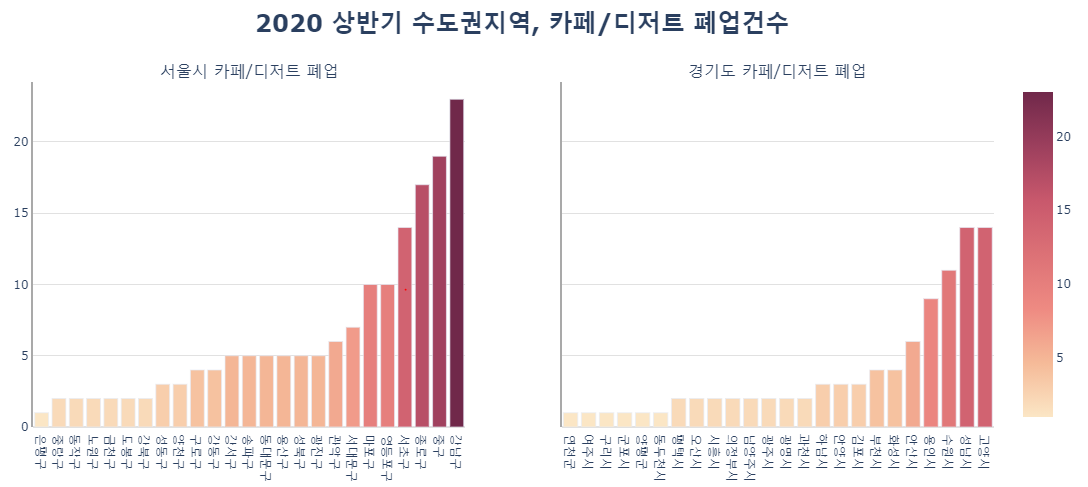 2020 상반기 수도권지역, 카페/디저트 폐업건수
서울시 카페/디저트 폐업
경기도 카페/디저트 폐업
20
15
10
5
0
은평구
중랑구
동작구
노원구
금천구
도봉구
강북구
성동구
양천구
구로구
강동구
강서구
송파구
동대문구
용산구
성북구
광진구
관악구
서대문구
마포구
영등포구
서초구
종로구
중구
강남구
연천군
여주시
구리시
군포시
양평군
동두천시
평택시
오산시
시흥시
의정부시
남양주시
광주시
광명시
과천시
하남시
안양시
김포시
부천시
화성시
안산시
용인시
수원시
성남시
고양시
20
15
10
5